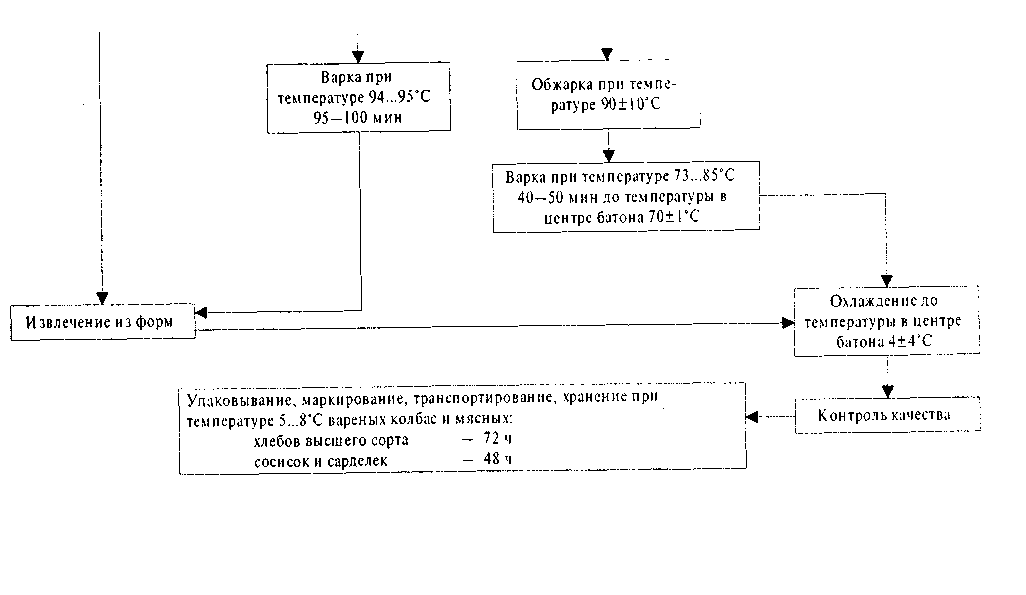 Варка при
температуре 94...95°С
95–100 мин
Обжарка при темпе-
ратуре 90±10°С
Варка при температуре 73...85°С
40–50 мин до температуры в
центре батона 70±1°С
Извлечение из форм
Охлаждение до
температуры в центре
батона 4±4°С
Контроль качества
Упаковывание, маркирование, транспортирование, хранение при
температуре 5...8°С вареных колбас и мясных:
хлебов высшего сорта – 72 ч
сосисок и сарделек – 48 ч